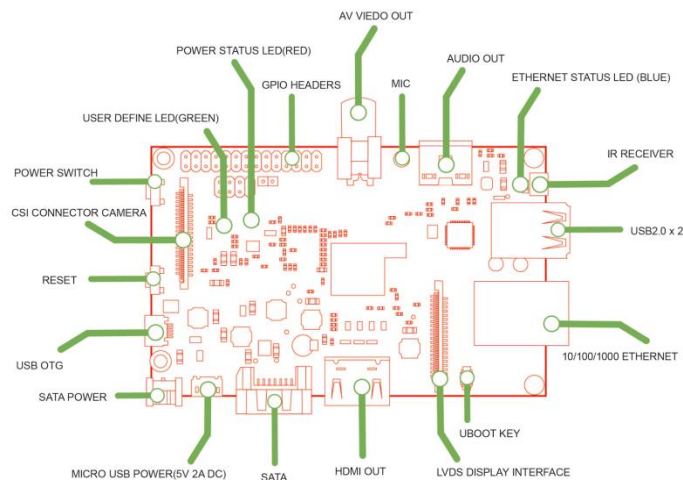 AV VIEDO OUT
POWER STATUS LED(RED)
AUDIO OUT
GPIO HEADERS
MIC
ETHERNET STATUS LED (BLUE)
USER DEFINE LED(GREEN)
IR RECEIVER
POWER SWITCH
CSI CONNECTOR CAMERA
USB2.0 x 2
RESET
USB OTG
10/100/1000 ETHERNET
SATA POWER
UBOOT KEY
MICRO USB POWER(5V 2A DC)
SATA
HDMI OUT
LVDS DISPLAY INTERFACE